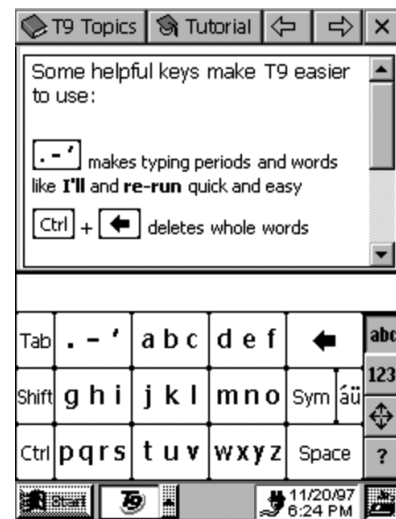 T9 Topics Tutorial
Some helpful keys make T9 easier
to use:
. - ' makes typing periods and words
like I'll and re-run quick and easy
Ctrl + deletes whole words
Tab . - ' a b c d e f abc
123
Shift g h i j k l m n o Sym áü
Ctrl p q r s t u v w x y z Space ?
Start T9 11/20/97
6:24 PM